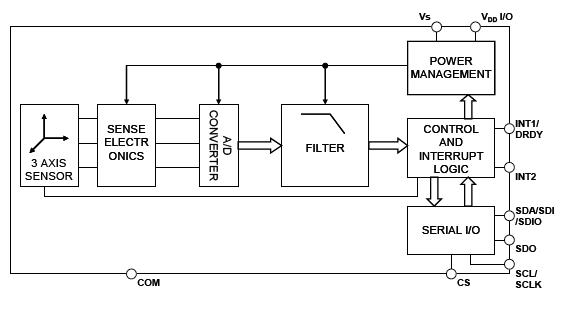 Vs
VDD I/O
POWER
MANAGEMENT
3 AXIS
SENSOR
SENSE
ELECTR
ONICS
A/D
CONVERTER
FILTER
CONTROL
AND
INTERRUPT
LOGIC
INT1/
DRDY
INT2
SERIAL I/O
SDA/SDI
/SDIO
SDO
SCL/
SCLK
COM
CS